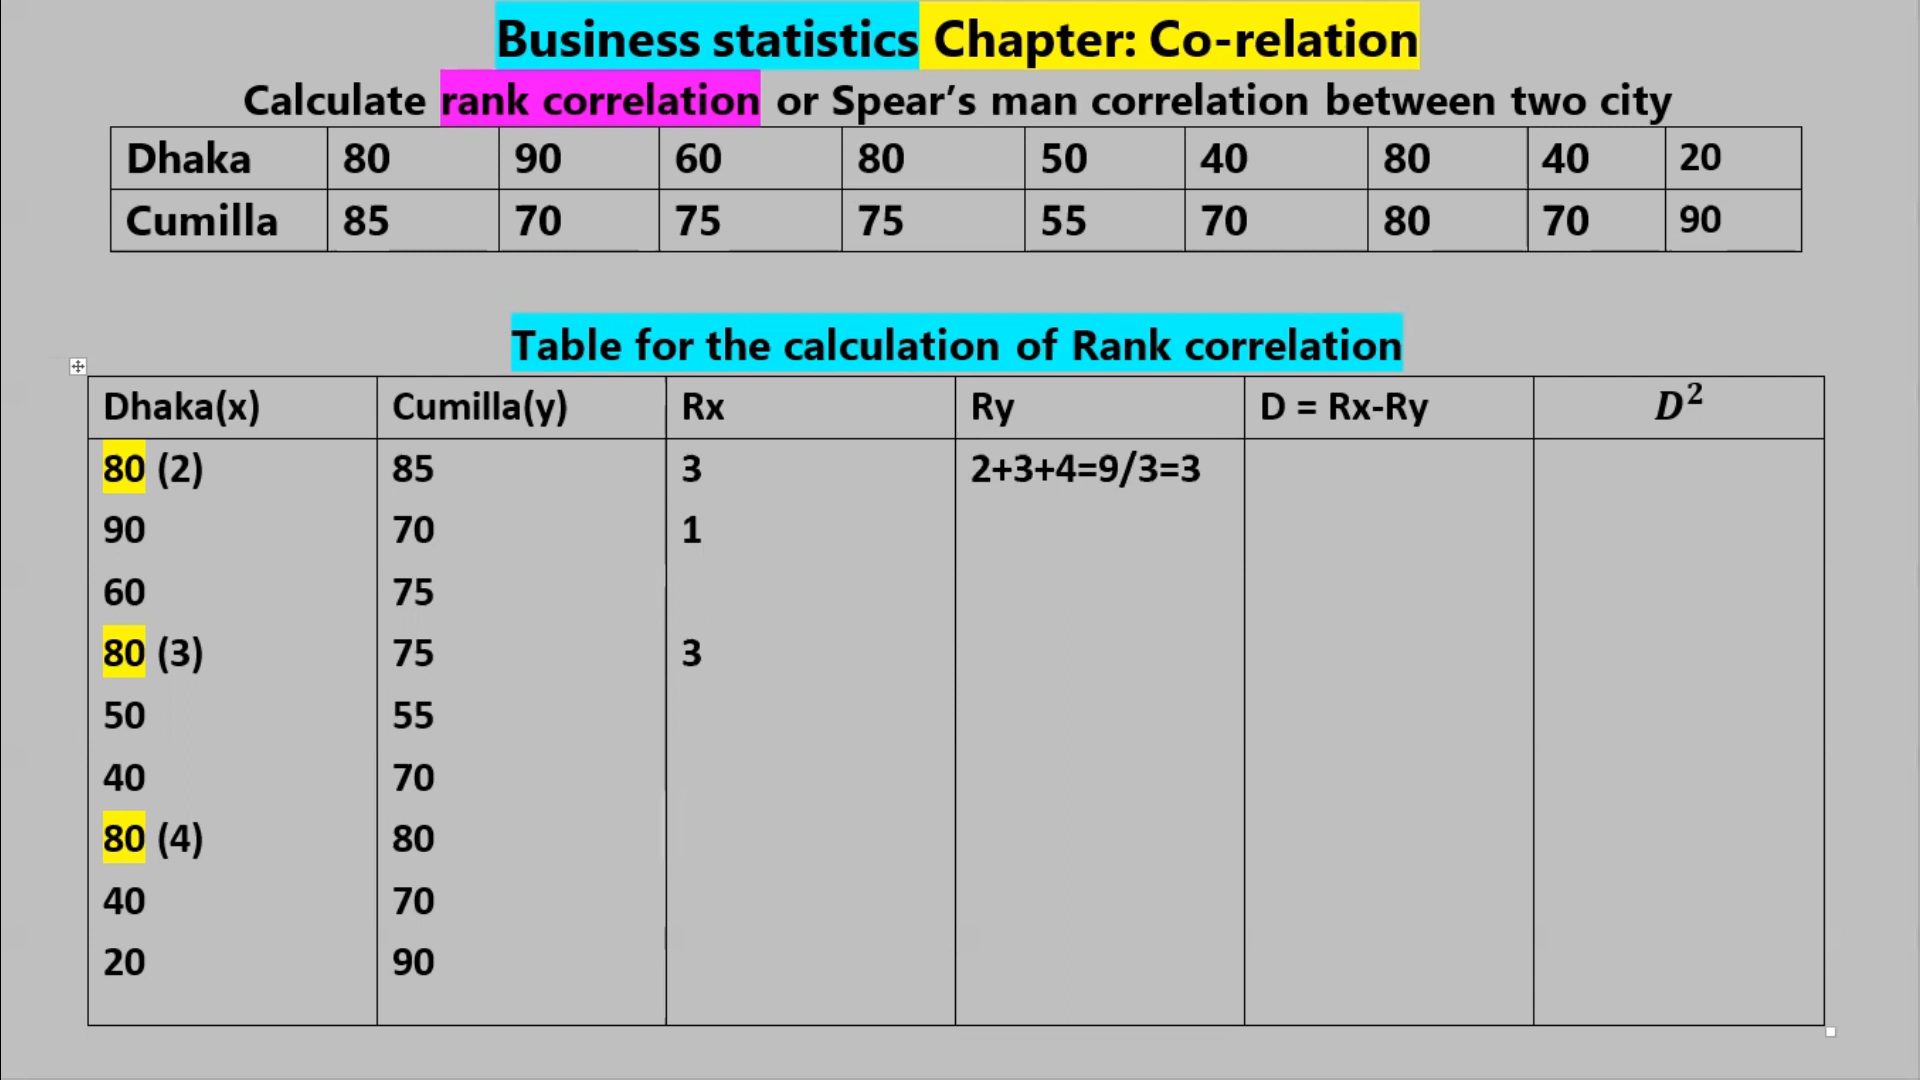 Business statistics Chapter: Co-relation
Calculate rank correlation or Spear’s man correlation between two city
Dhaka 80 90 60 80 50 40 80 40 20
Cumilla 85 70 75 75 55 70 80 70 90
Table for the calculation of Rank correlation
Dhaka(x) Cumilla(y) Rx Ry D = Rx-Ry D²
80 (2) 85 3 2+3+4=9/3=3
90 70 1
60 75
80 (3) 75 3
50 55
40 70
80 (4) 80
40 70
20 90